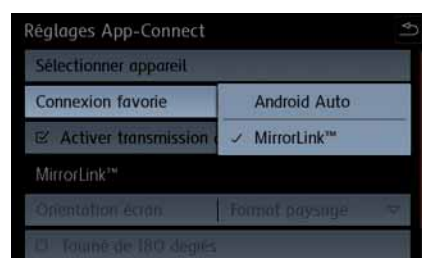 Réglages App-Connect
Sélectionner appareil
Connexion favorie
Android Auto
Activer transmission
✓ MirrorLink™
MirrorLink™
Orientation écran
Format paysage
Tourné de 180 degrés